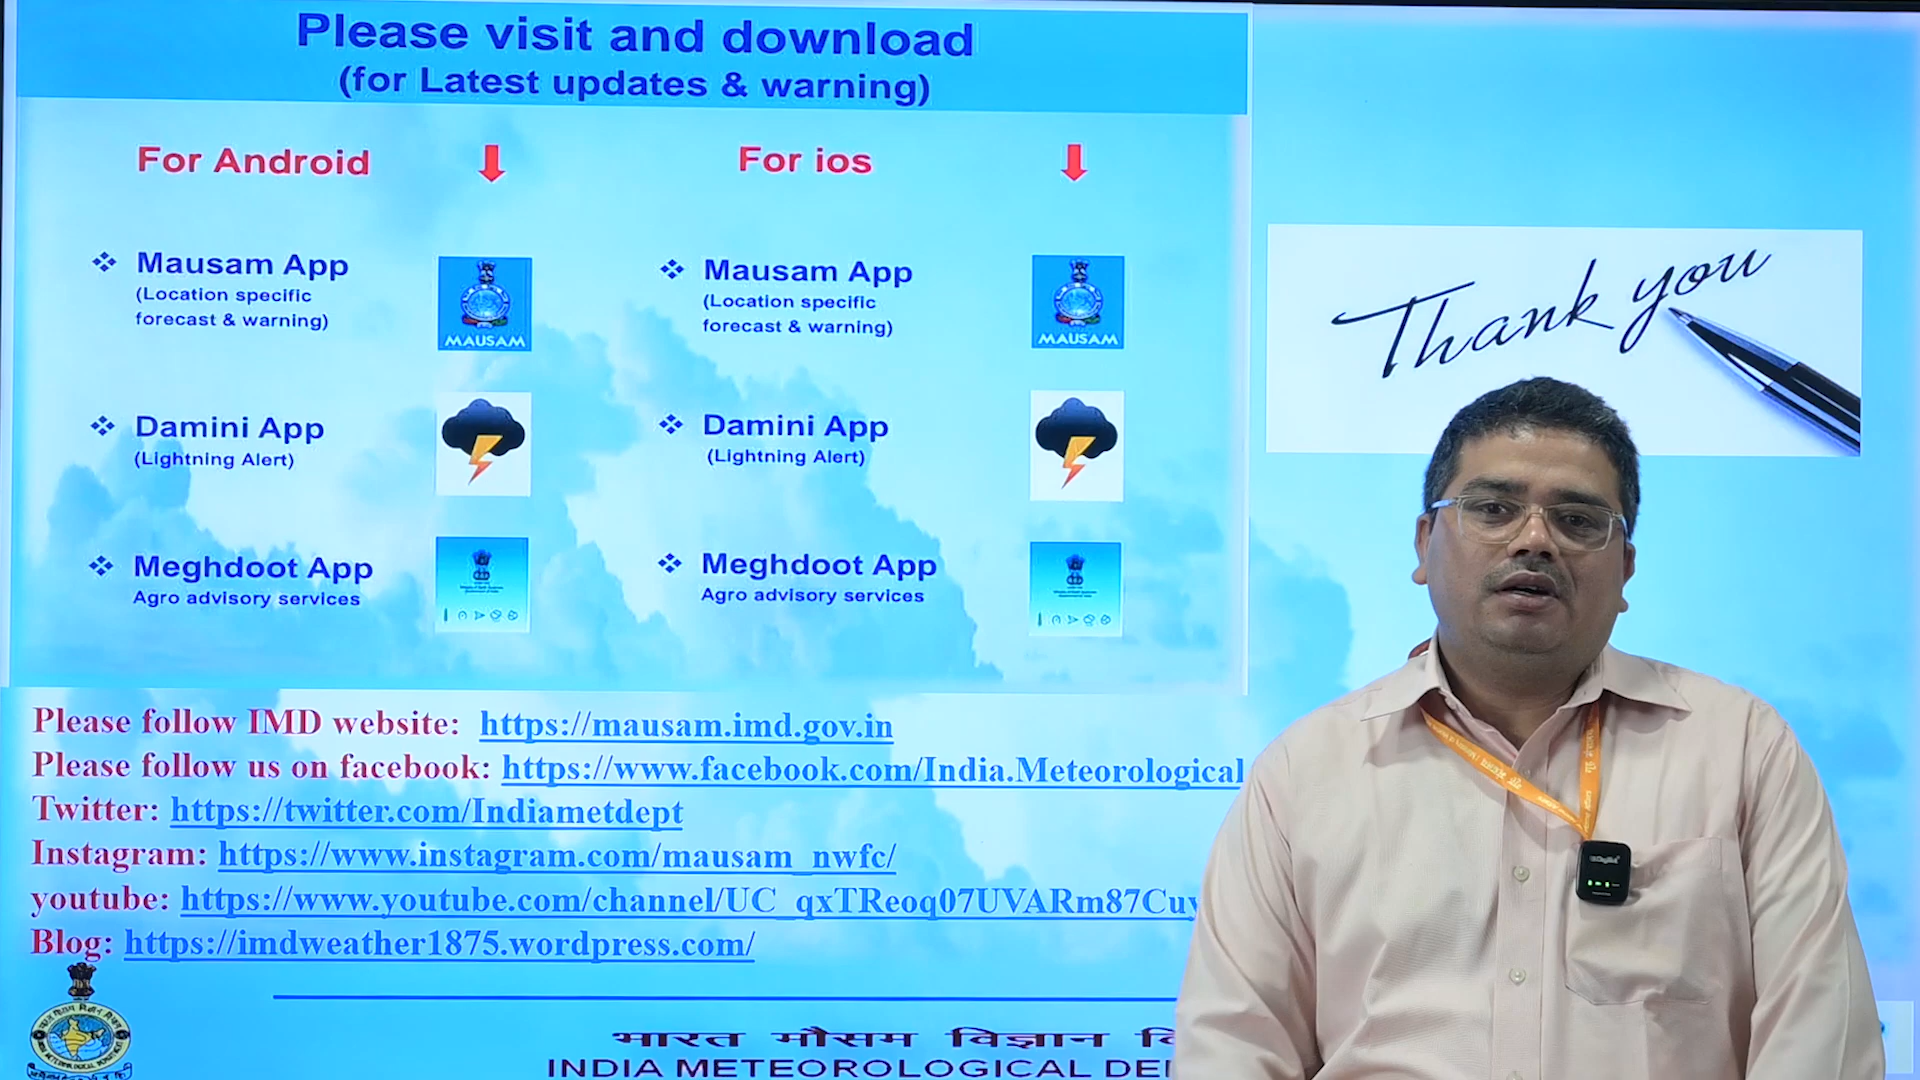 Please visit and download
(for Latest updates & warning)
For Android
For ios
Mausam App
(Location specific
forecast & warning)
MAUSAM
Mausam App
(Location specific
forecast & warning)
MAUSAM
Damini App
(Lightning Alert)
Damini App
(Lightning Alert)
Meghdoot App
Agro advisory services
Meghdoot App
Agro advisory services
Thank you
Please follow IMD website: https://mausam.imd.gov.in
Please follow us on facebook: https://www.facebook.com/India.Meteorological
Twitter: https://twitter.com/Indiametdept
Instagram: https://www.instagram.com/mausam_nwfc/
youtube: https://www.youtube.com/channel/UC_qxTReoq07UVARm87Cuy
Blog: https://imdweather1875.wordpress.com/
भारत मौसम विज्ञान वि
INDIA METEOROLOGICAL DE